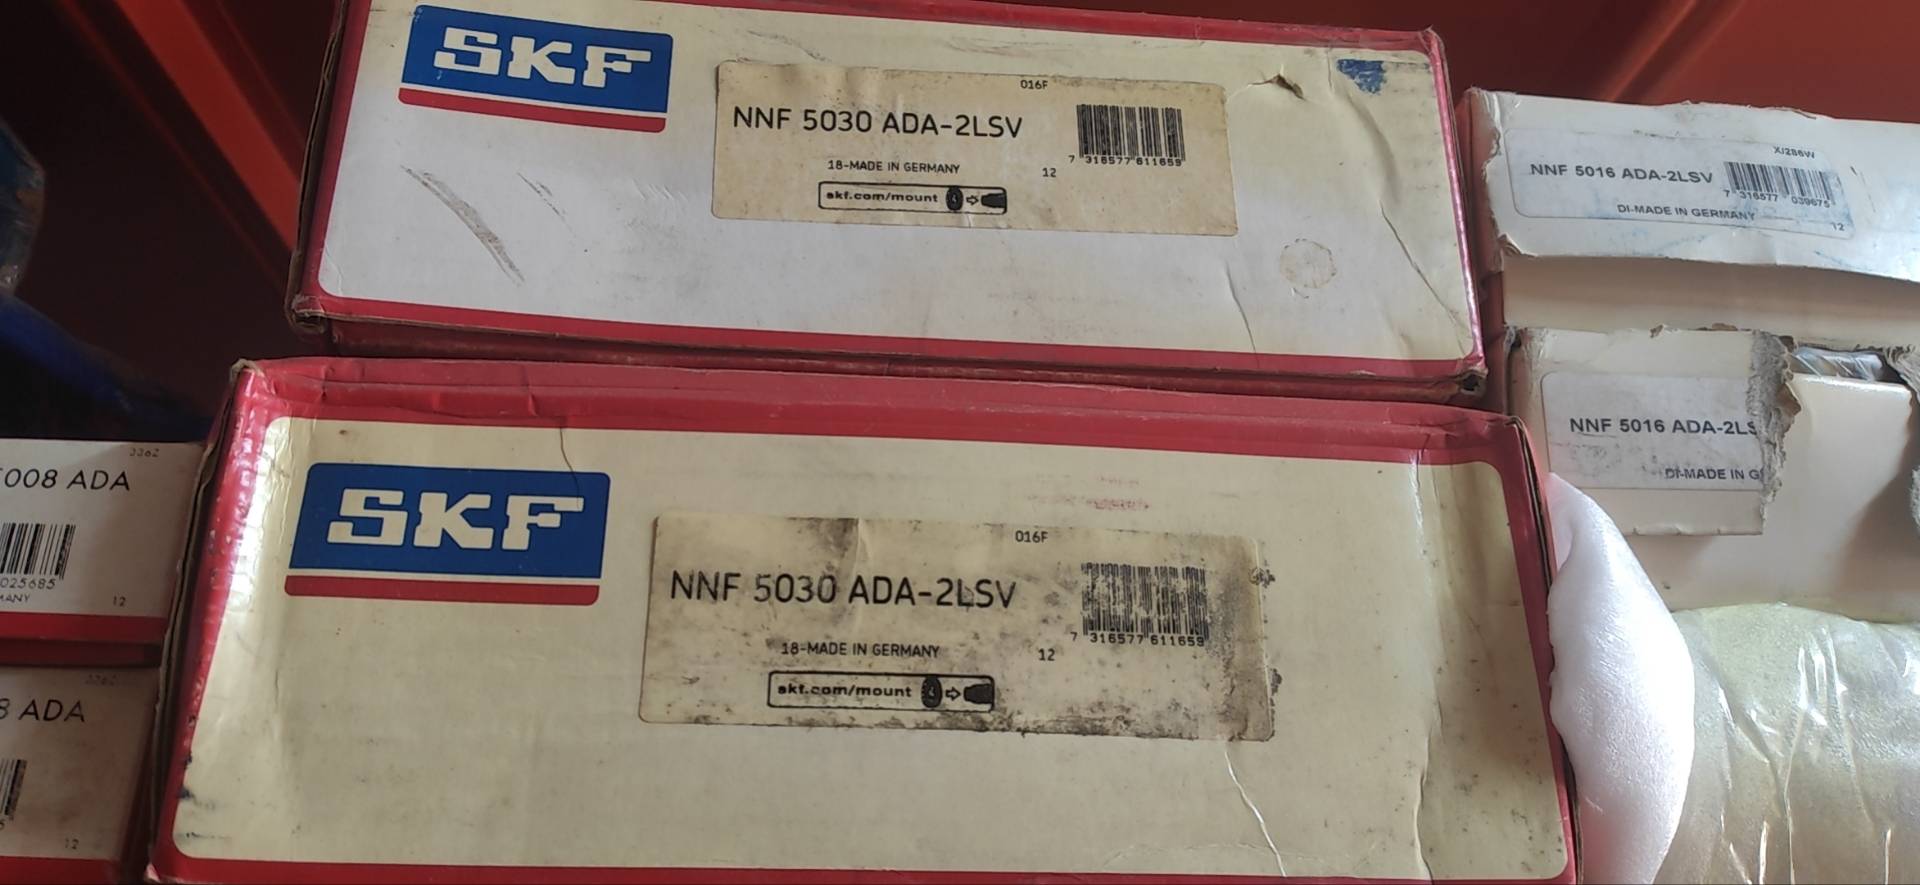 SKF
016F
NNF 5030 ADA-2LSV
7 316577 611659
18-MADE IN GERMANY
12
skf.com/mount
XJ286W
NNF 5016 ADA-2LSV
7 316577 039675
DI-MADE IN GERMANY
12
SKF
016F
NNF 5030 ADA-2LSV
7 316577 611659
18-MADE IN GERMANY
12
skf.com/mount
NNF 5016 ADA-2LS
DI-MADE IN G
336Z
008 ADA
025685
MANY
12
8 ADA
12